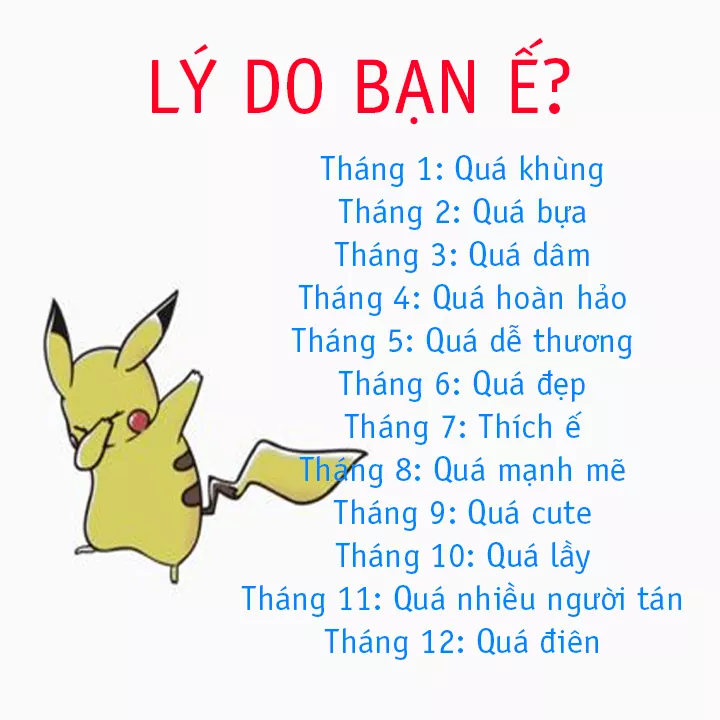 LÝ DO BẠN Ế?
Tháng 1: Quá khùng
Tháng 2: Quá bựa
Tháng 3: Quá dâm
Tháng 4: Quá hoàn hảo
Tháng 5: Quá dễ thương
Tháng 6: Quá đẹp
Tháng 7: Thích ế
Tháng 8: Quá mạnh mẽ
Tháng 9: Quá cute
Tháng 10: Quá lầy
Tháng 11: Quá nhiều người tán
Tháng 12: Quá điên